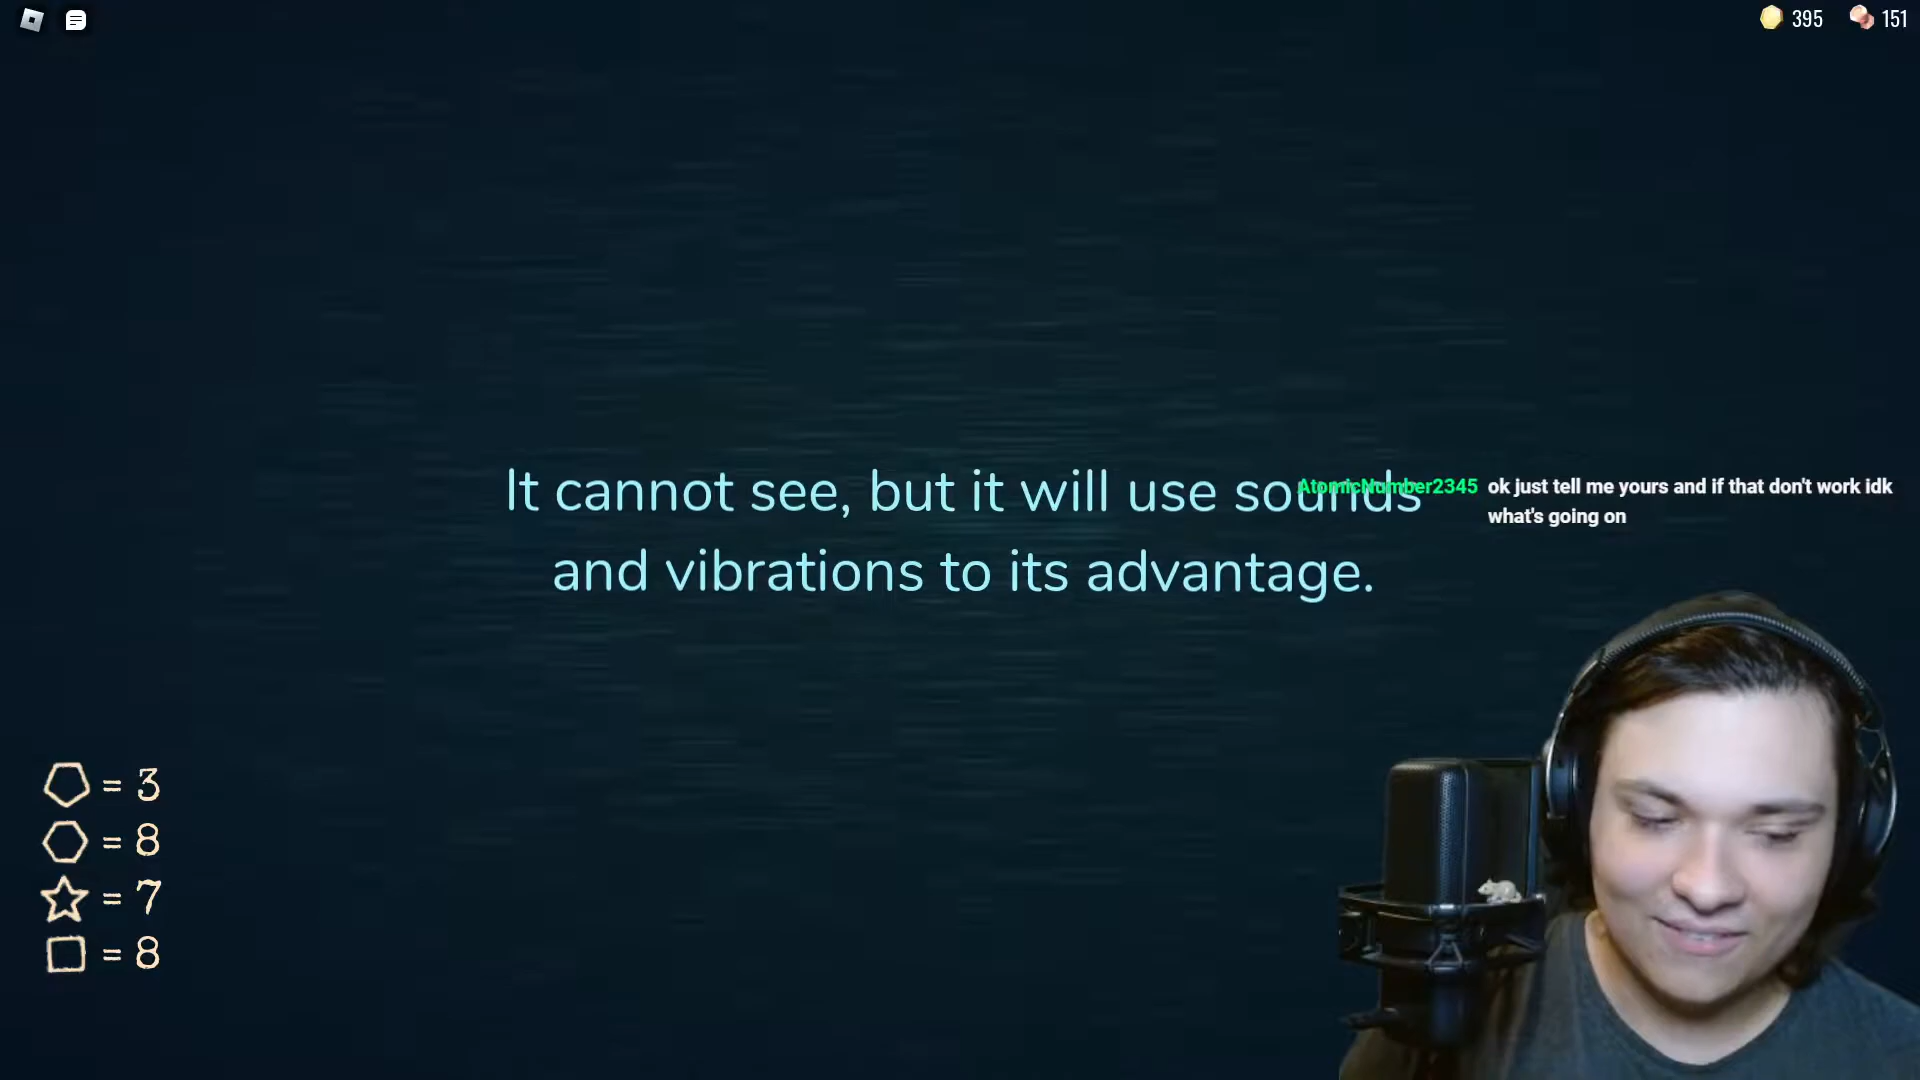 395 151
It cannot see, but it will use sounds
and vibrations to its advantage.
AtomicNumber2345 ok just tell me yours and if that don't work idk
what's going on
= 3
= 8
= 7
= 8